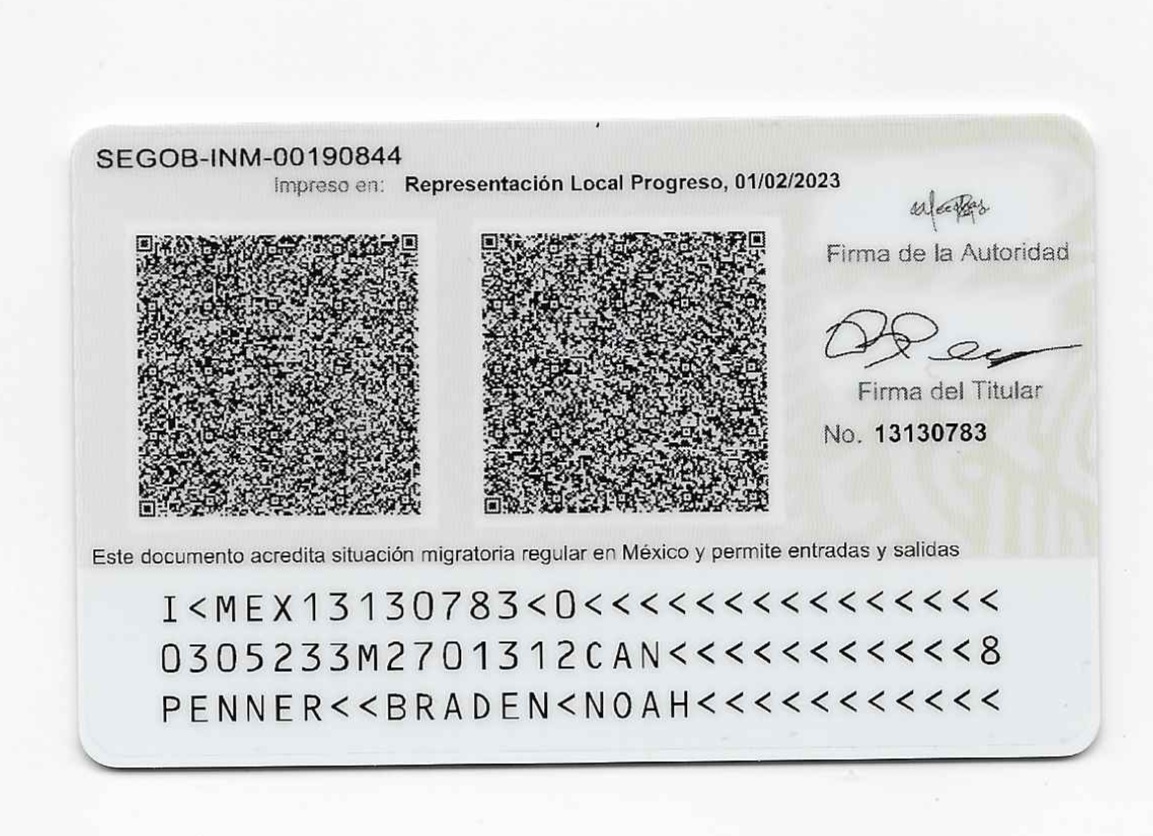 SEGOB-INM-00190844
Impreso en: Representación Local Progreso, 01/02/2023
Firma de la Autoridad
Firma del Titular
No. 13130783
Este documento acredita situación migratoria regular en México y permite entradas y salidas
I<MEX13130783<0<<<<<<<<<<<<<<<
0305233M2701312CAN<<<<<<<<<<<8
PENNER<<BRADEN<NOAH<<<<<<<<<<<